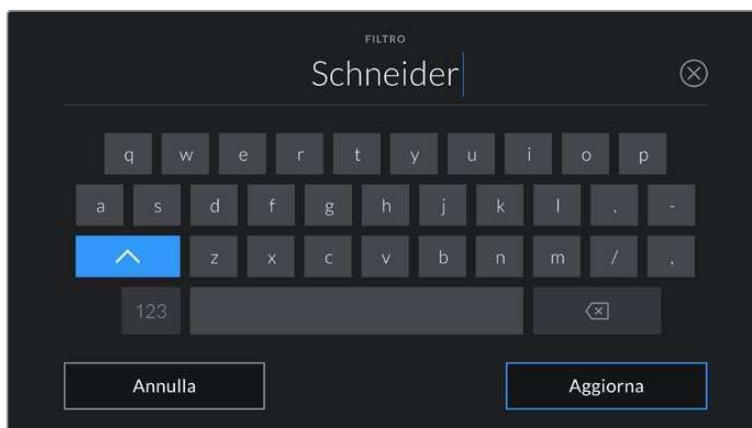 FILTRO
Schneider
q w e r t y u i o p
a s d f g h j k l . -
z x c v b n m / ,
123
Annulla Aggiorna